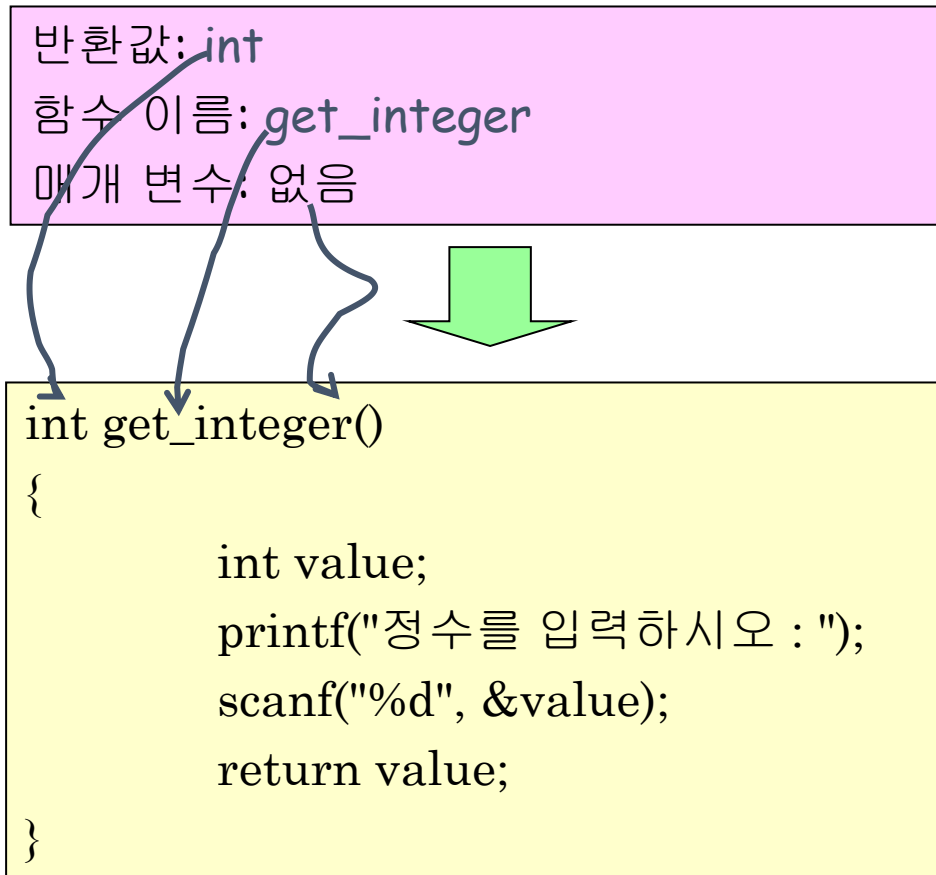 반환값: int
함수 이름: get_integer
매개 변수: 없음
int get_integer()
{
int value;
printf("정수를 입력하시오 : ");
scanf("%d", &value);
return value;
}